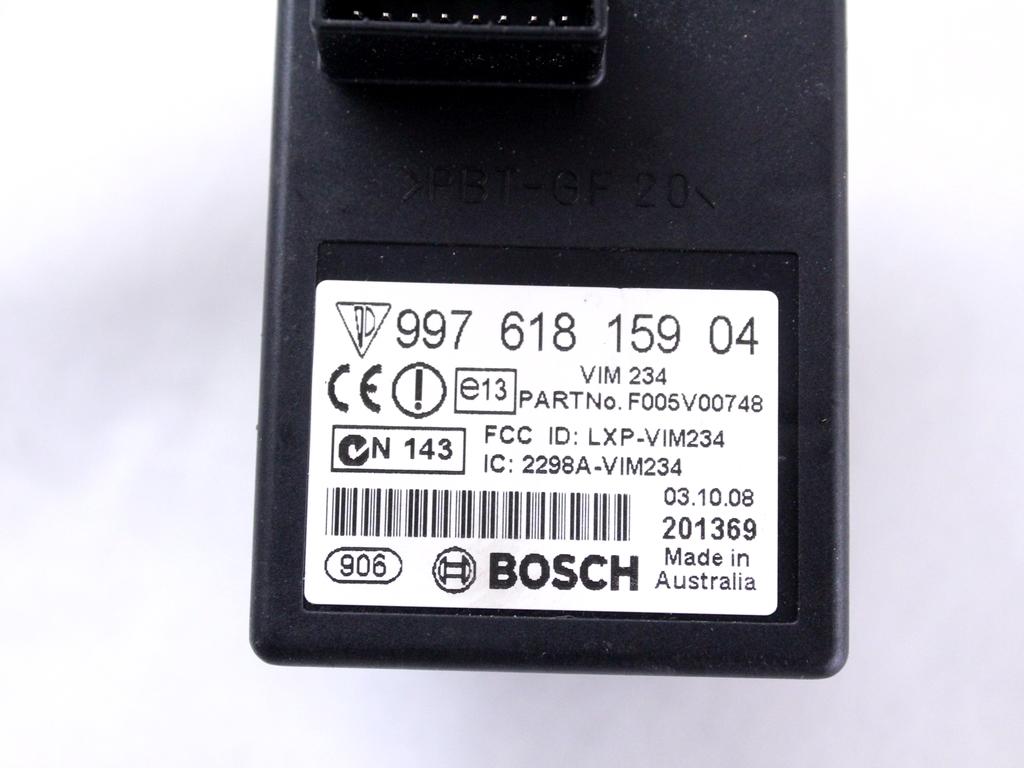 >PBT-GF 20<
997 618 159 04
VIM 234
CE e13 PARTNo. F005V00748
N 143 FCC ID: LXP-VIM234
IC: 2298A-VIM234
03.10.08
201369
906 BOSCH Made in
Australia